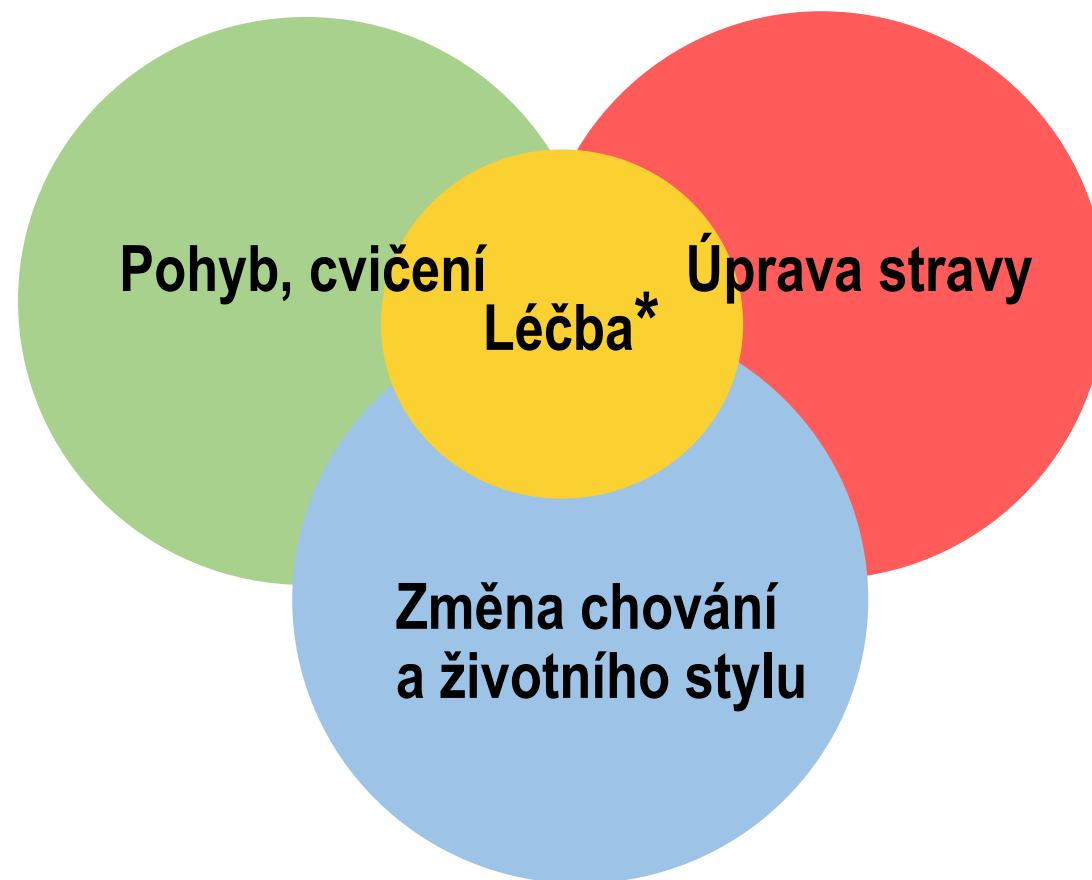 Pohyb, cvičení
Úprava stravy
Léčba*
Změna chování
a životního stylu